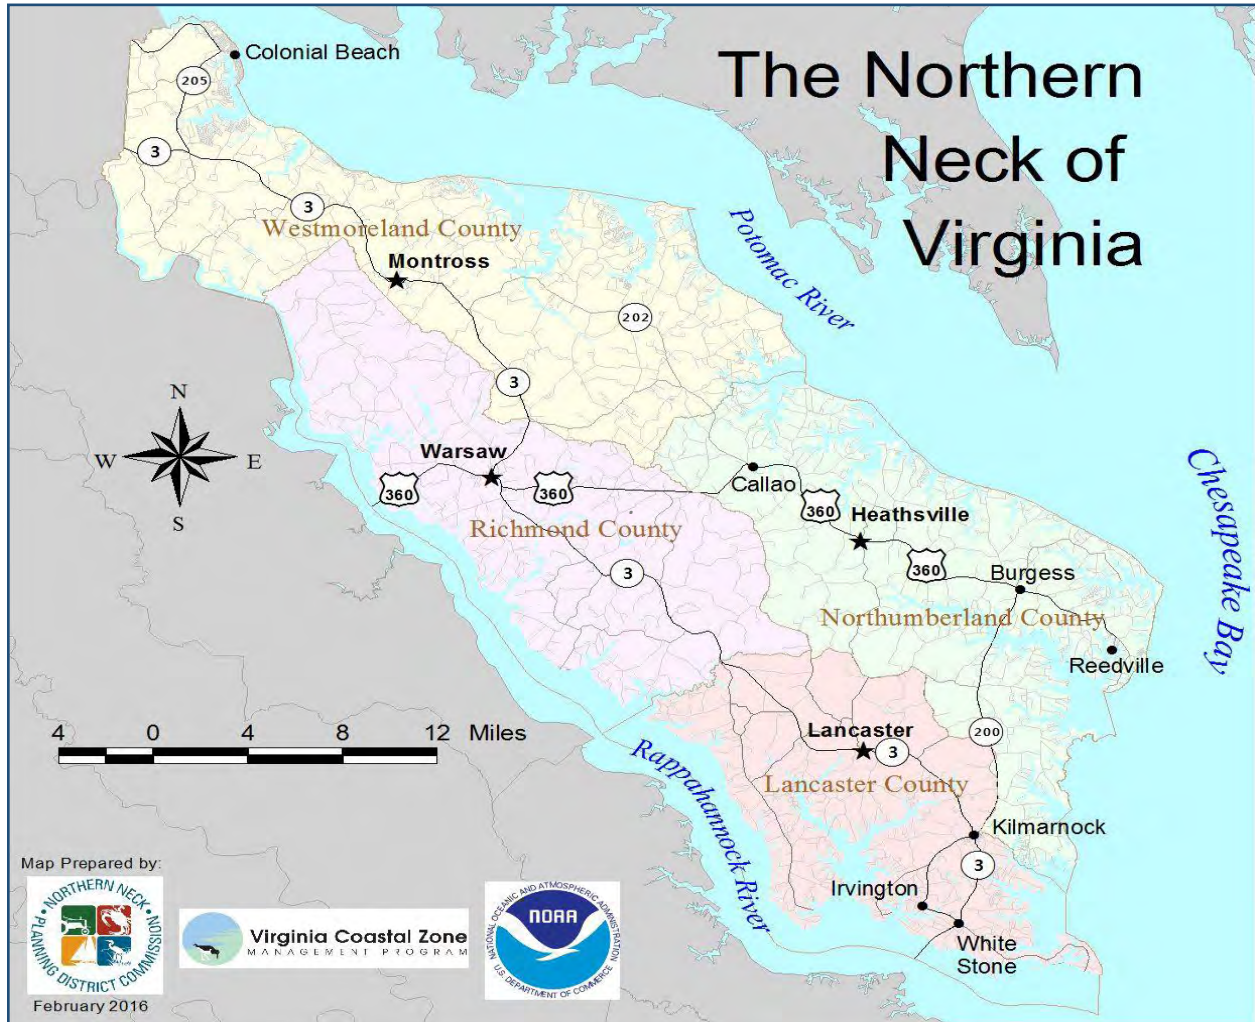 The Northern
Neck of
Virginia
Colonial Beach
205
3
3
Westmoreland County
Montross
Potomac River
202
3
N
W
E
S
Warsaw
360
360
Callao
360
Heathsville
Richmond County
360
Chesapeake Bay
3
Burgess
Northumberland County
Reedville
4 0 4 8 12 Miles
Lancaster
3
200
Lancaster County
Rappahannock River
Kilmarnock
3
Irvington
White
Stone
Map Prepared by:
NORTHERN NECK
PLANNING DISTRICT COMMISSION
February 2016
Virginia Coastal Zone
MANAGEMENT PROGRAM
NATIONAL OCEANIC AND ATMOSPHERIC ADMINISTRATION
NOAA
U.S. DEPARTMENT OF COMMERCE